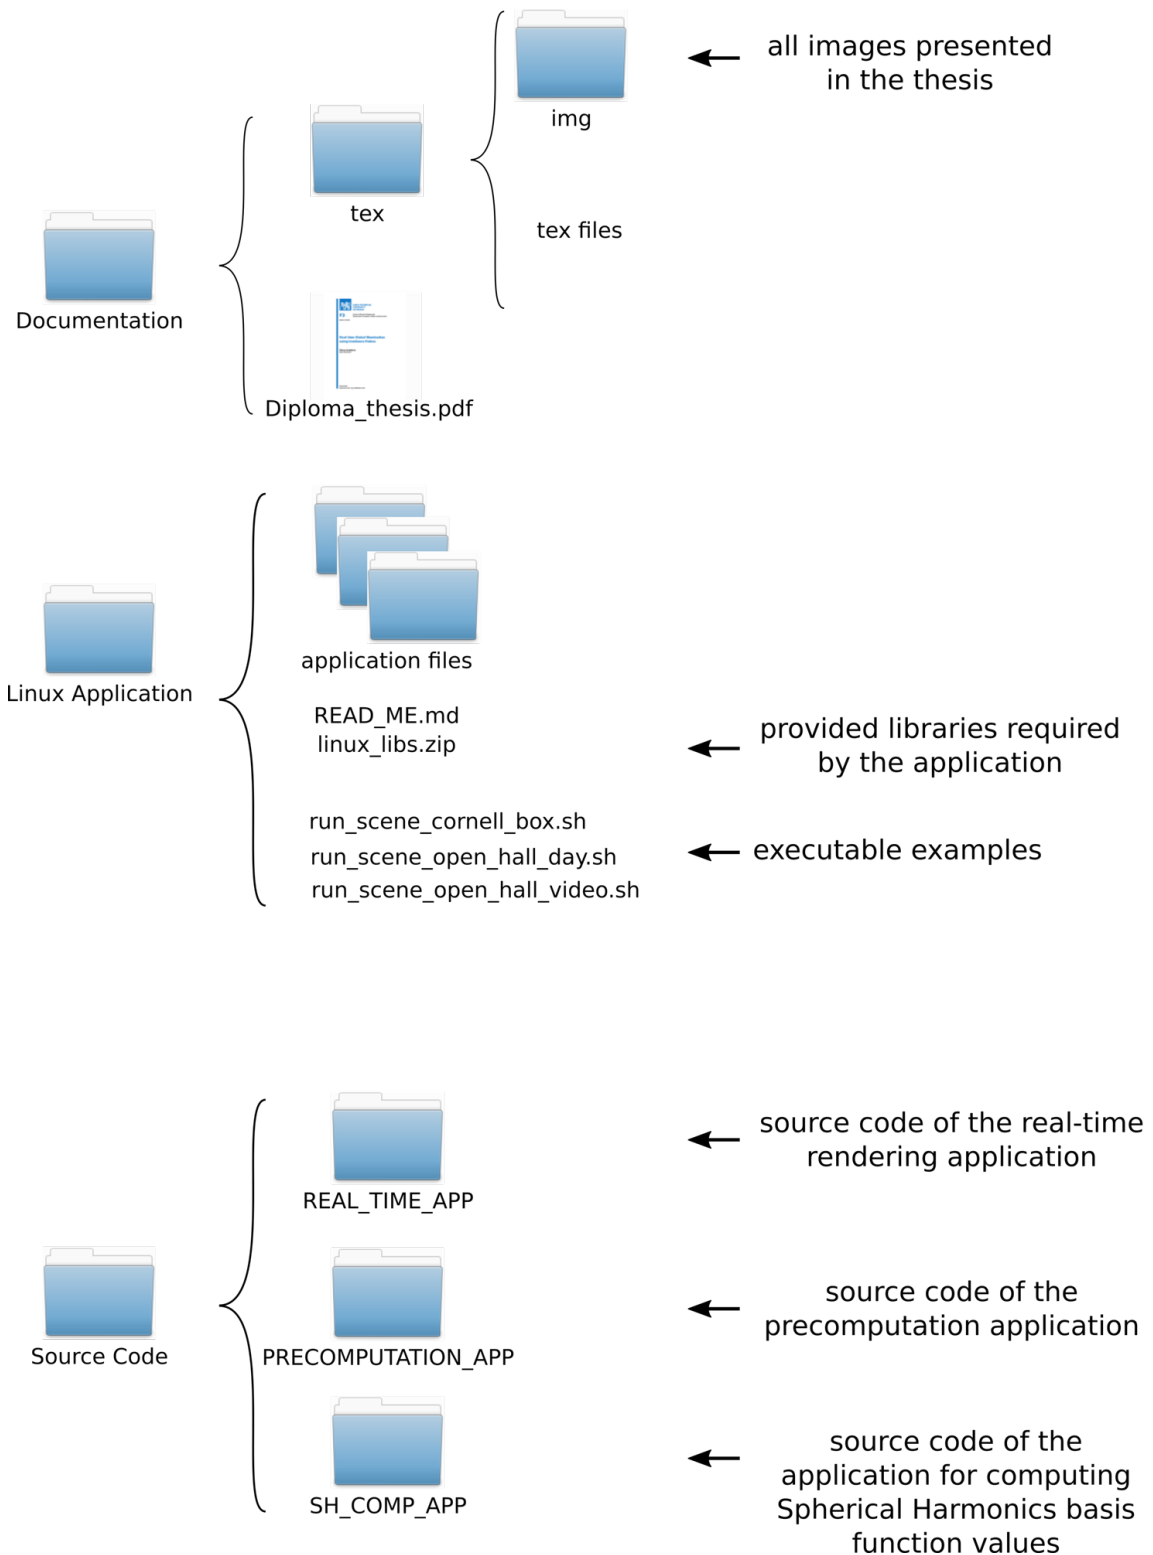 all images presented
in the thesis
img
tex
tex files
Documentation
Diploma_thesis.pdf
application files
Linux Application
READ_ME.md
linux_libs.zip
provided libraries required
by the application
run_scene_cornell_box.sh
run_scene_open_hall_day.sh
run_scene_open_hall_video.sh
executable examples
source code of the real-time
rendering application
REAL_TIME_APP
source code of the
precomputation application
Source Code
PRECOMPUTATION_APP
source code of the
application for computing
Spherical Harmonics basis
function values
SH_COMP_APP